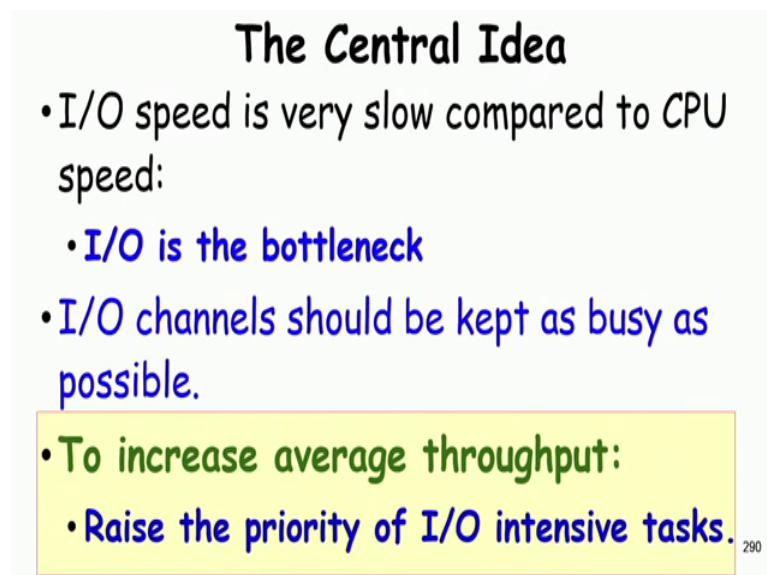 The Central Idea
•I/O speed is very slow compared to CPU
speed:
•I/O is the bottleneck
•I/O channels should be kept as busy as
possible.
•To increase average throughput:
•Raise the priority of I/O intensive tasks.
290